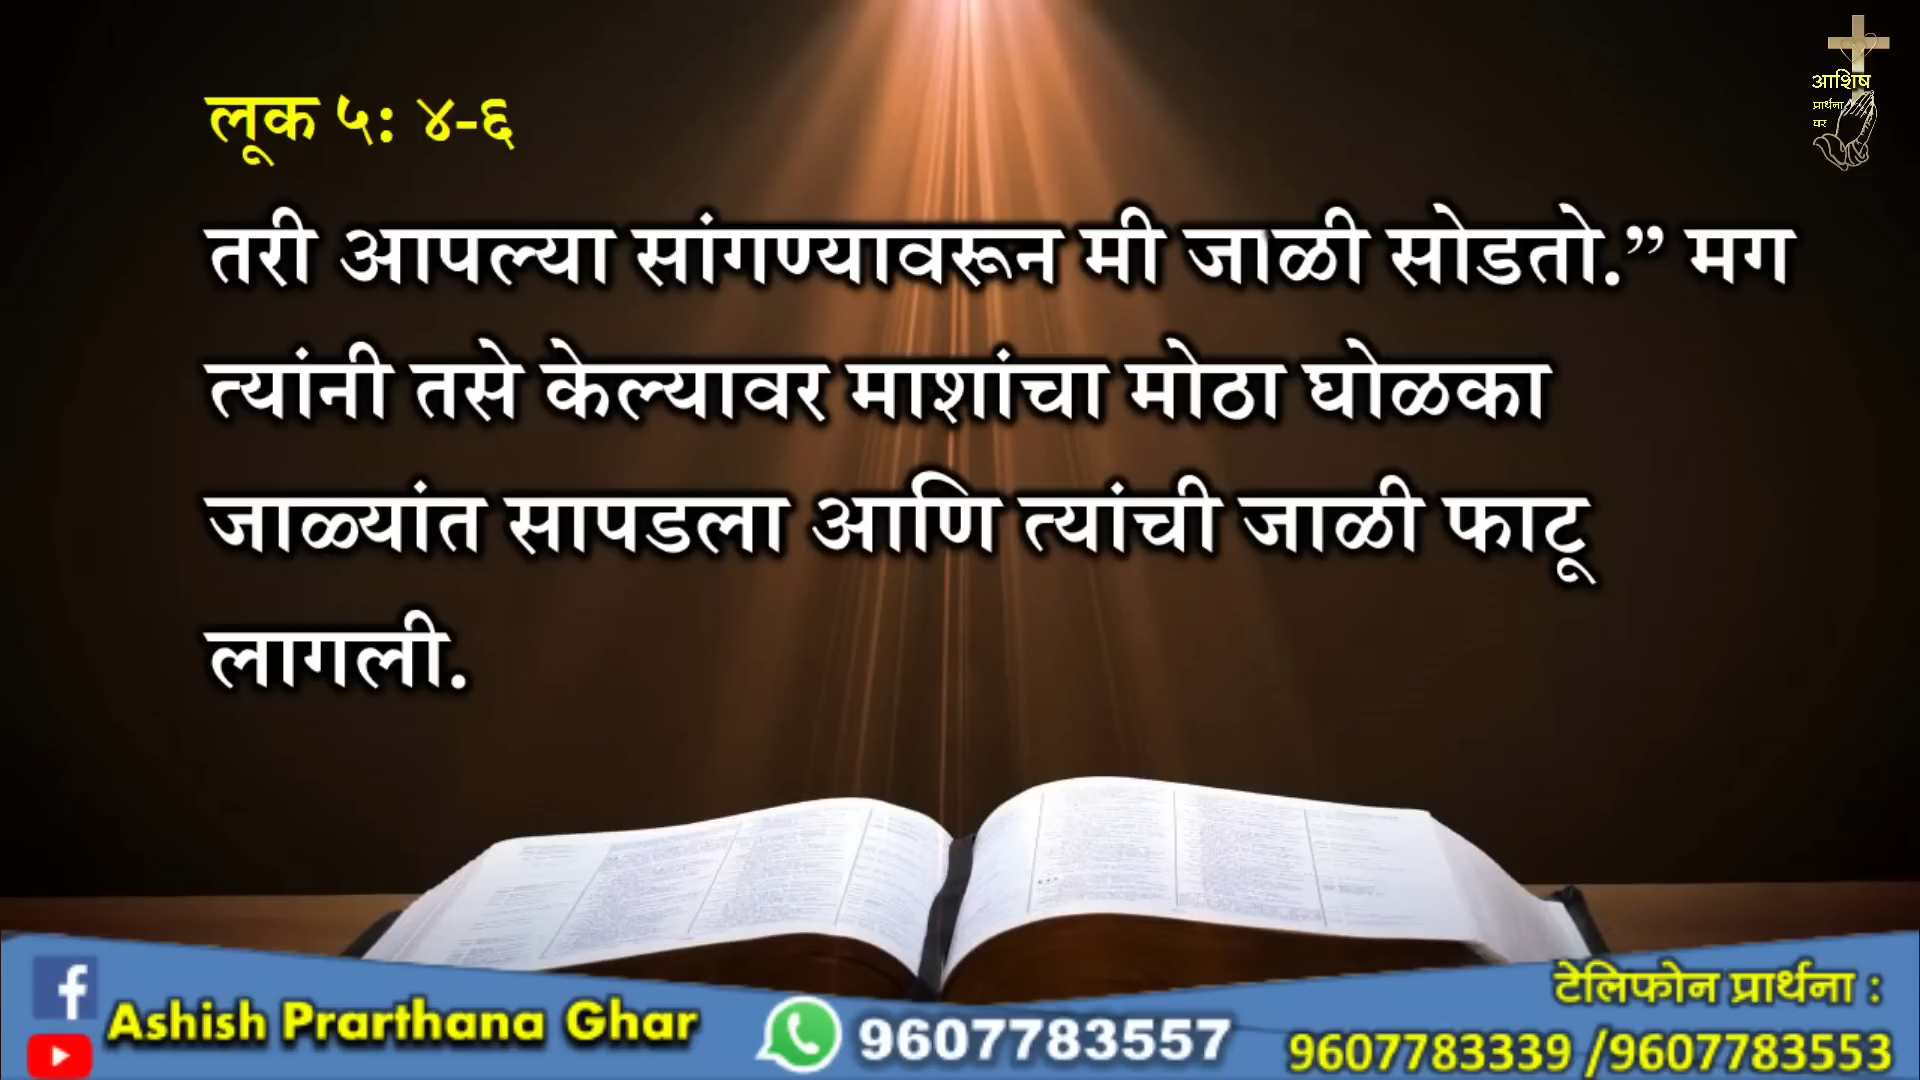 आशिष
प्रार्थना
घर
लूक ५: ४-६
तरी आपल्या सांगण्यावरून मी जाळी सोडतो.” मग
त्यांनी तसे केल्यावर माशांचा मोठा घोळका
जाळ्यांत सापडला आणि त्यांची जाळी फाटू
लागली.
Ashish Prarthana Ghar
9607783557
टेलिफोन प्रार्थना :
9607783339 /9607783553